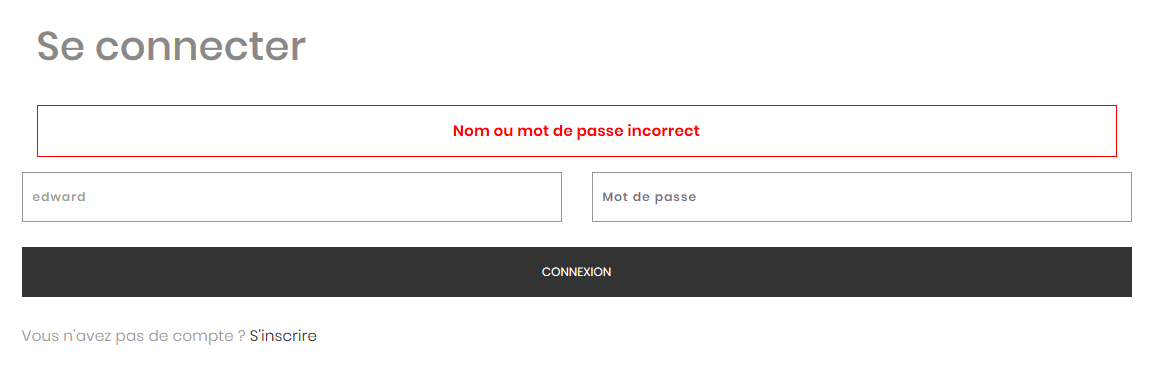 Se connecter
Nom ou mot de passe incorrect
edward
Mot de passe
CONNEXION
Vous n'avez pas de compte ? S'inscrire